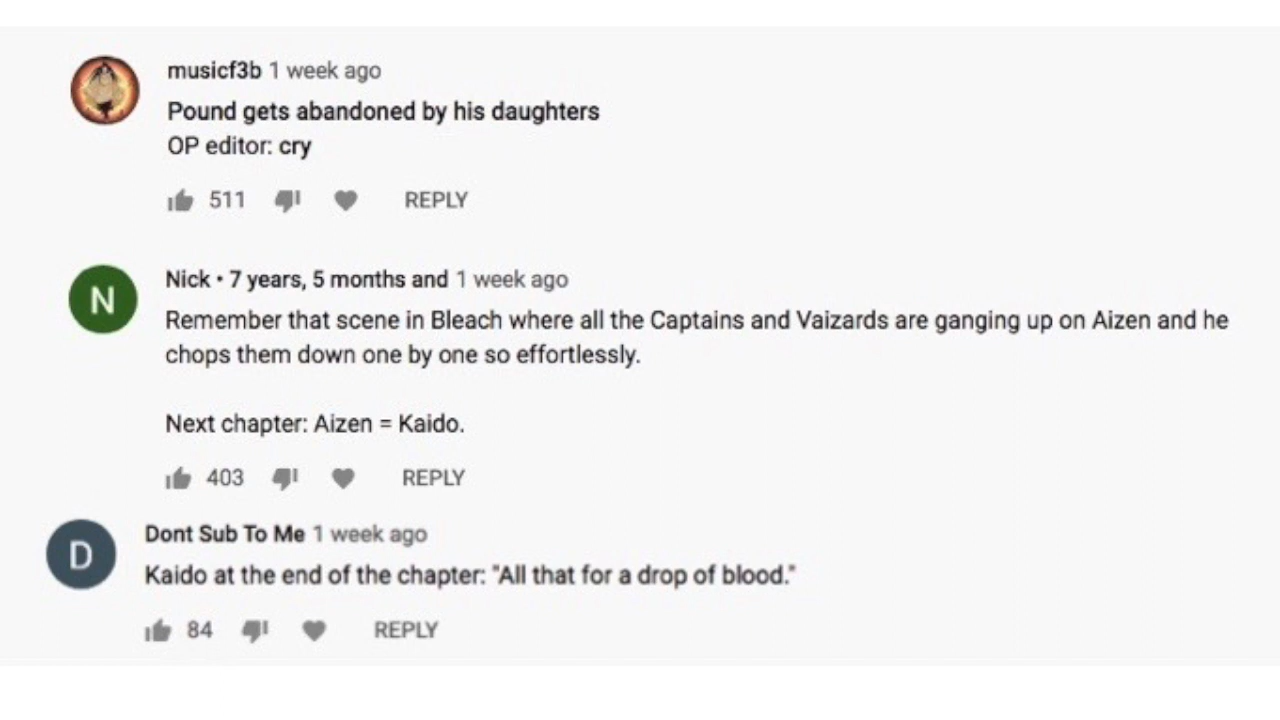 musicf3b 1 week ago
Pound gets abandoned by his daughters
OP editor: cry
511 REPLY
N
Nick • 7 years, 5 months and 1 week ago
Remember that scene in Bleach where all the Captains and Vaizards are ganging up on Aizen and he
chops them down one by one so effortlessly.
Next chapter: Aizen = Kaido.
403 REPLY
D
Dont Sub To Me 1 week ago
Kaido at the end of the chapter: "All that for a drop of blood."
84 REPLY